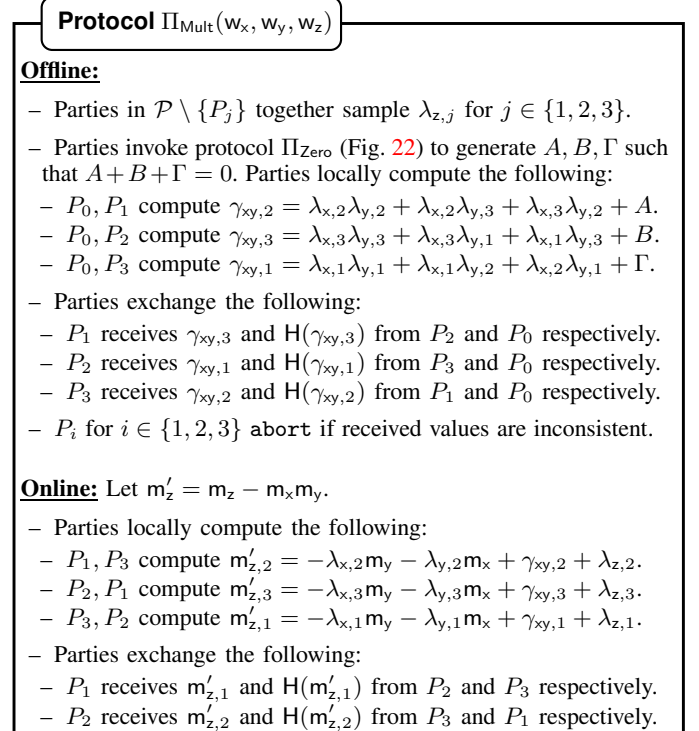 Protocol Π_Mult(w_x, w_y, w_z)
Offline:
– Parties in 𝒫 \ {P_j} together sample λ_{z,j} for j ∈ {1, 2, 3}.
– Parties invoke protocol Π_Zero (Fig. 22) to generate A, B, Γ such
that A + B + Γ = 0. Parties locally compute the following:
– P_0, P_1 compute γ_{xy,2} = λ_{x,2}λ_{y,2} + λ_{x,2}λ_{y,3} + λ_{x,3}λ_{y,2} + A.
– P_0, P_2 compute γ_{xy,3} = λ_{x,3}λ_{y,3} + λ_{x,3}λ_{y,1} + λ_{x,1}λ_{y,3} + B.
– P_0, P_3 compute γ_{xy,1} = λ_{x,1}λ_{y,1} + λ_{x,1}λ_{y,2} + λ_{x,2}λ_{y,1} + Γ.
– Parties exchange the following:
– P_1 receives γ_{xy,3} and H(γ_{xy,3}) from P_2 and P_0 respectively.
– P_2 receives γ_{xy,1} and H(γ_{xy,1}) from P_3 and P_0 respectively.
– P_3 receives γ_{xy,2} and H(γ_{xy,2}) from P_1 and P_0 respectively.
– P_i for i ∈ {1, 2, 3} abort if received values are inconsistent.
Online: Let m'_z = m_z − m_x m_y.
– Parties locally compute the following:
– P_1, P_3 compute m'_{z,2} = −λ_{x,2}m_y − λ_{y,2}m_x + γ_{xy,2} + λ_{z,2}.
– P_2, P_1 compute m'_{z,3} = −λ_{x,3}m_y − λ_{y,3}m_x + γ_{xy,3} + λ_{z,3}.
– P_3, P_2 compute m'_{z,1} = −λ_{x,1}m_y − λ_{y,1}m_x + γ_{xy,1} + λ_{z,1}.
– Parties exchange the following:
– P_1 receives m'_{z,1} and H(m'_{z,1}) from P_2 and P_3 respectively.
– P_2 receives m'_{z,2} and H(m'_{z,2}) from P_3 and P_1 respectively.